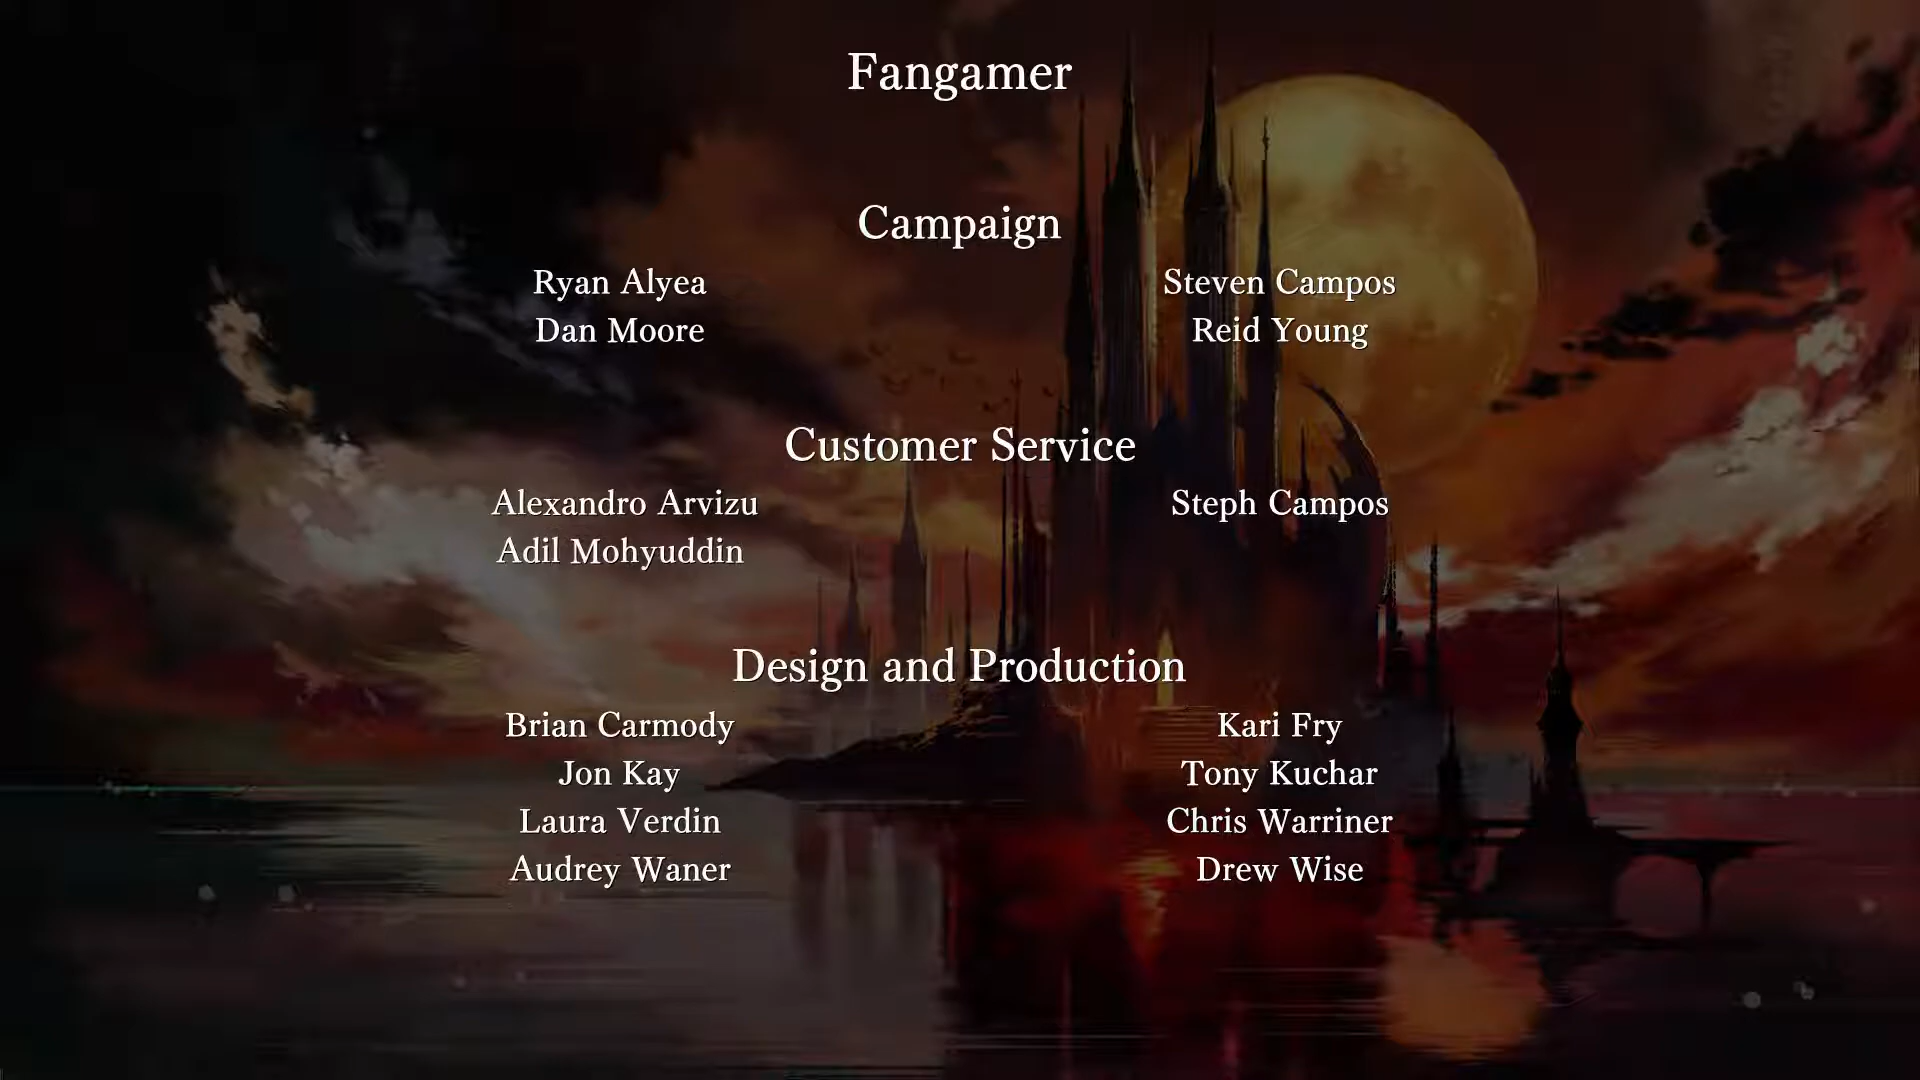 Fangamer
Campaign
Ryan Alyea Steven Campos
Dan Moore Reid Young
Customer Service
Alexandro Arvizu Steph Campos
Adil Mohyuddin
Design and Production
Brian Carmody Kari Fry
Jon Kay Tony Kuchar
Laura Verdin Chris Warriner
Audrey Waner Drew Wise